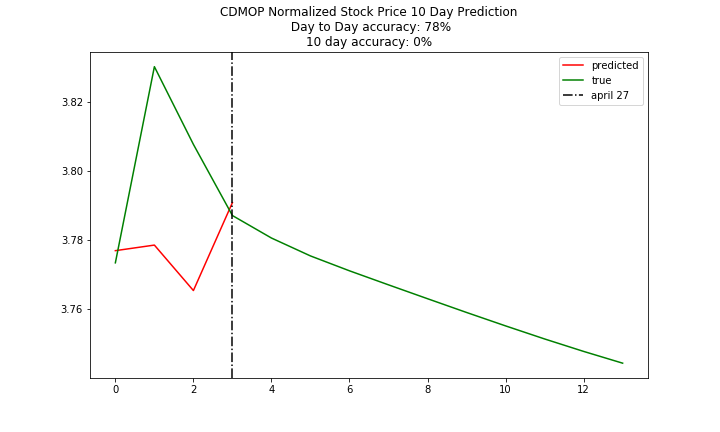 CDMOP Normalized Stock Price 10 Day Prediction
Day to Day accuracy: 78%
10 day accuracy: 0%
predicted
true
april 27
3.82
3.80
3.78
3.76
0 2 4 6 8 10 12